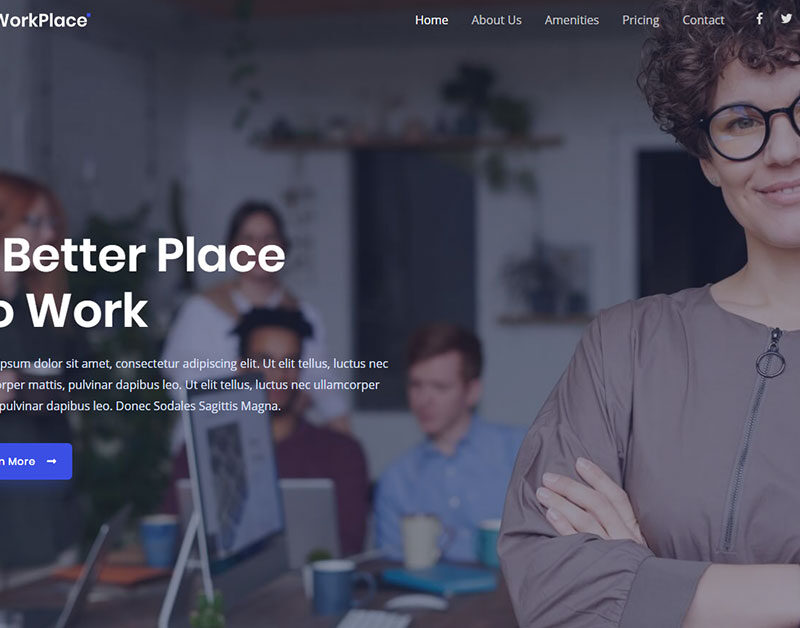 WorkPlace
Home About Us Amenities Pricing Contact
Better Place
o Work
psum dolor sit amet, consectetur adipiscing elit. Ut elit tellus, luctus nec
orper mattis, pulvinar dapibus leo. Ut elit tellus, luctus nec ullamcorper
pulvinar dapibus leo. Donec Sodales Sagittis Magna.
n More